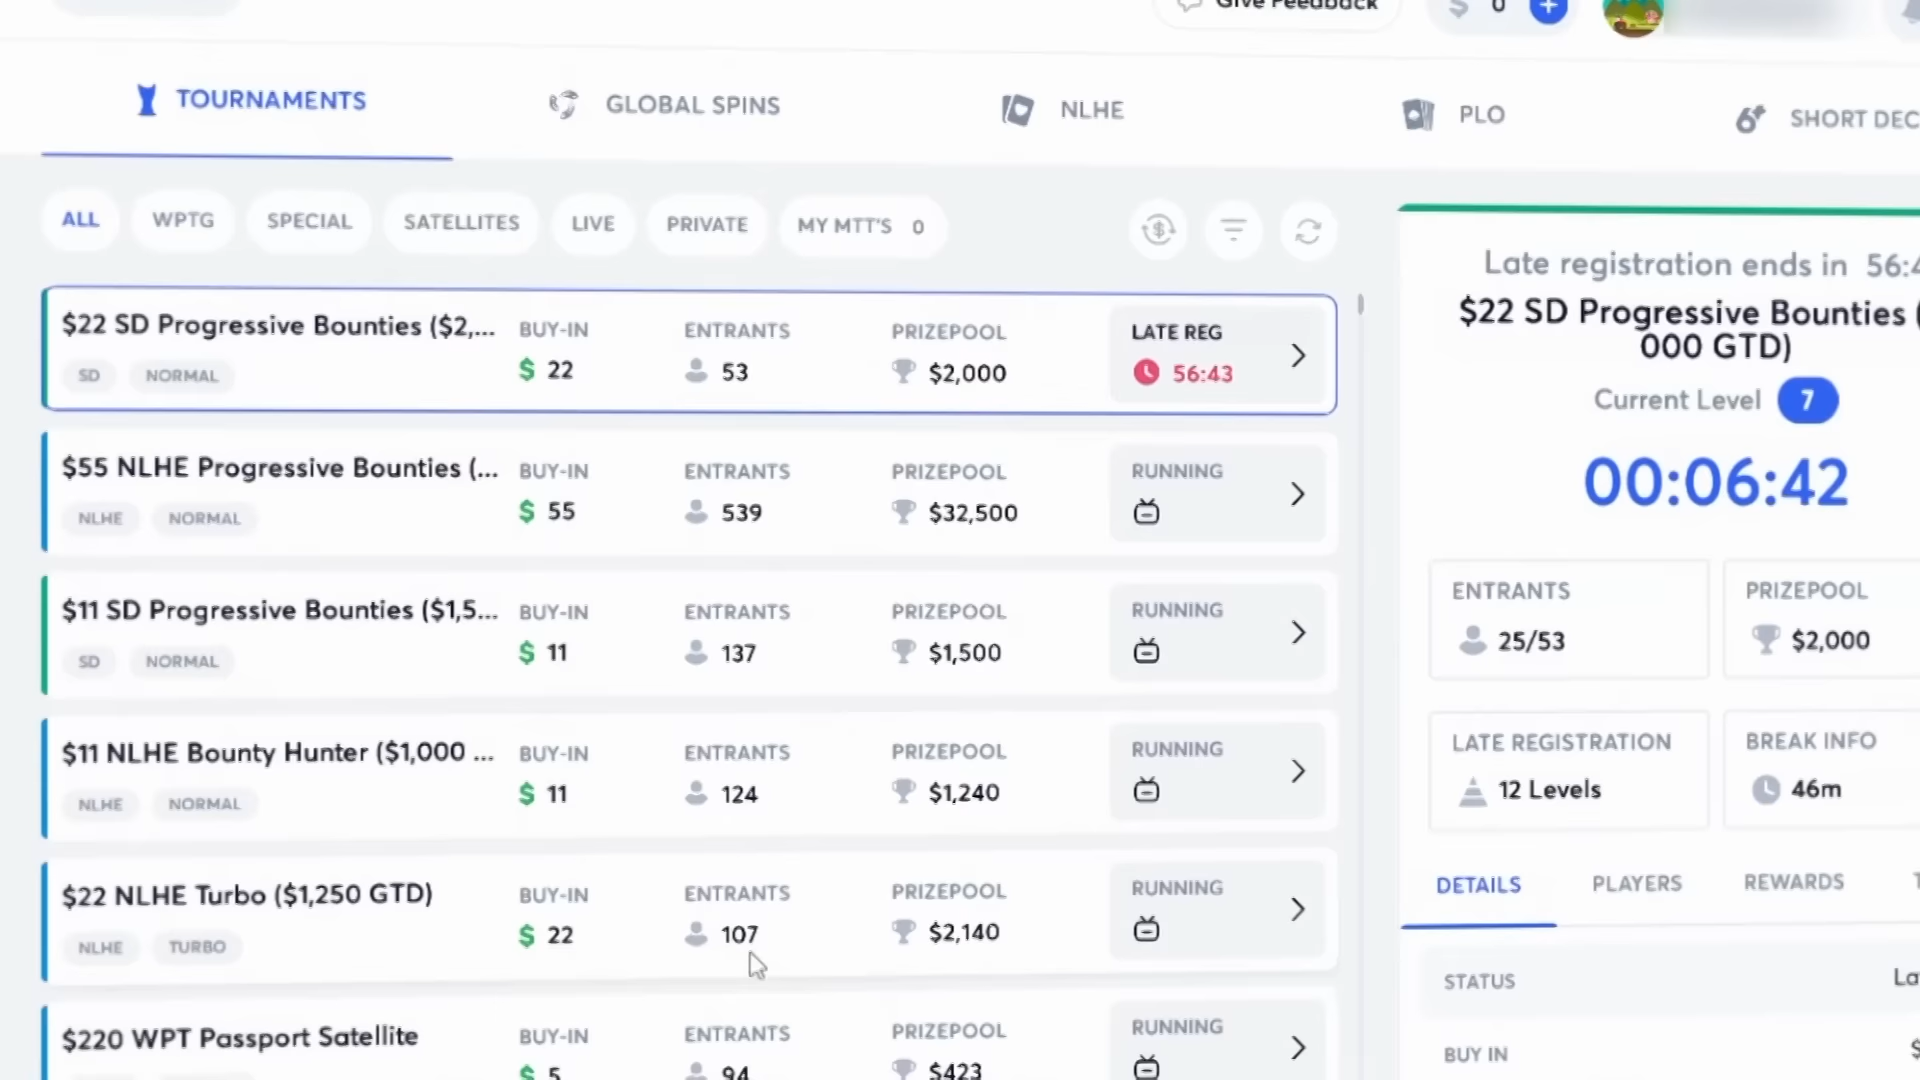 Give Feedback
$ 0 +
TOURNAMENTS
GLOBAL SPINS
NLHE
PLO
6+ SHORT DEC
ALL
WPTG
SPECIAL
SATELLITES
LIVE
PRIVATE
MY MTT'S 0
$22 SD Progressive Bounties ($2,...
SD NORMAL
BUY-IN
$ 22
ENTRANTS
53
PRIZEPOOL
$2,000
LATE REG
56:43
$55 NLHE Progressive Bounties (...
NLHE NORMAL
BUY-IN
$ 55
ENTRANTS
539
PRIZEPOOL
$32,500
RUNNING
$11 SD Progressive Bounties ($1,5...
SD NORMAL
BUY-IN
$ 11
ENTRANTS
137
PRIZEPOOL
$1,500
RUNNING
$11 NLHE Bounty Hunter ($1,000 ...
NLHE NORMAL
BUY-IN
$ 11
ENTRANTS
124
PRIZEPOOL
$1,240
RUNNING
$22 NLHE Turbo ($1,250 GTD)
NLHE TURBO
BUY-IN
$ 22
ENTRANTS
107
PRIZEPOOL
$2,140
RUNNING
$220 WPT Passport Satellite
BUY-IN
$ 5
ENTRANTS
94
PRIZEPOOL
$423
RUNNING
Late registration ends in 56:4
$22 SD Progressive Bounties (
000 GTD)
Current Level 7
00:06:42
ENTRANTS
25/53
PRIZEPOOL
$2,000
LATE REGISTRATION
12 Levels
BREAK INFO
46m
DETAILS
PLAYERS
REWARDS
T
STATUS
La
BUY IN
$